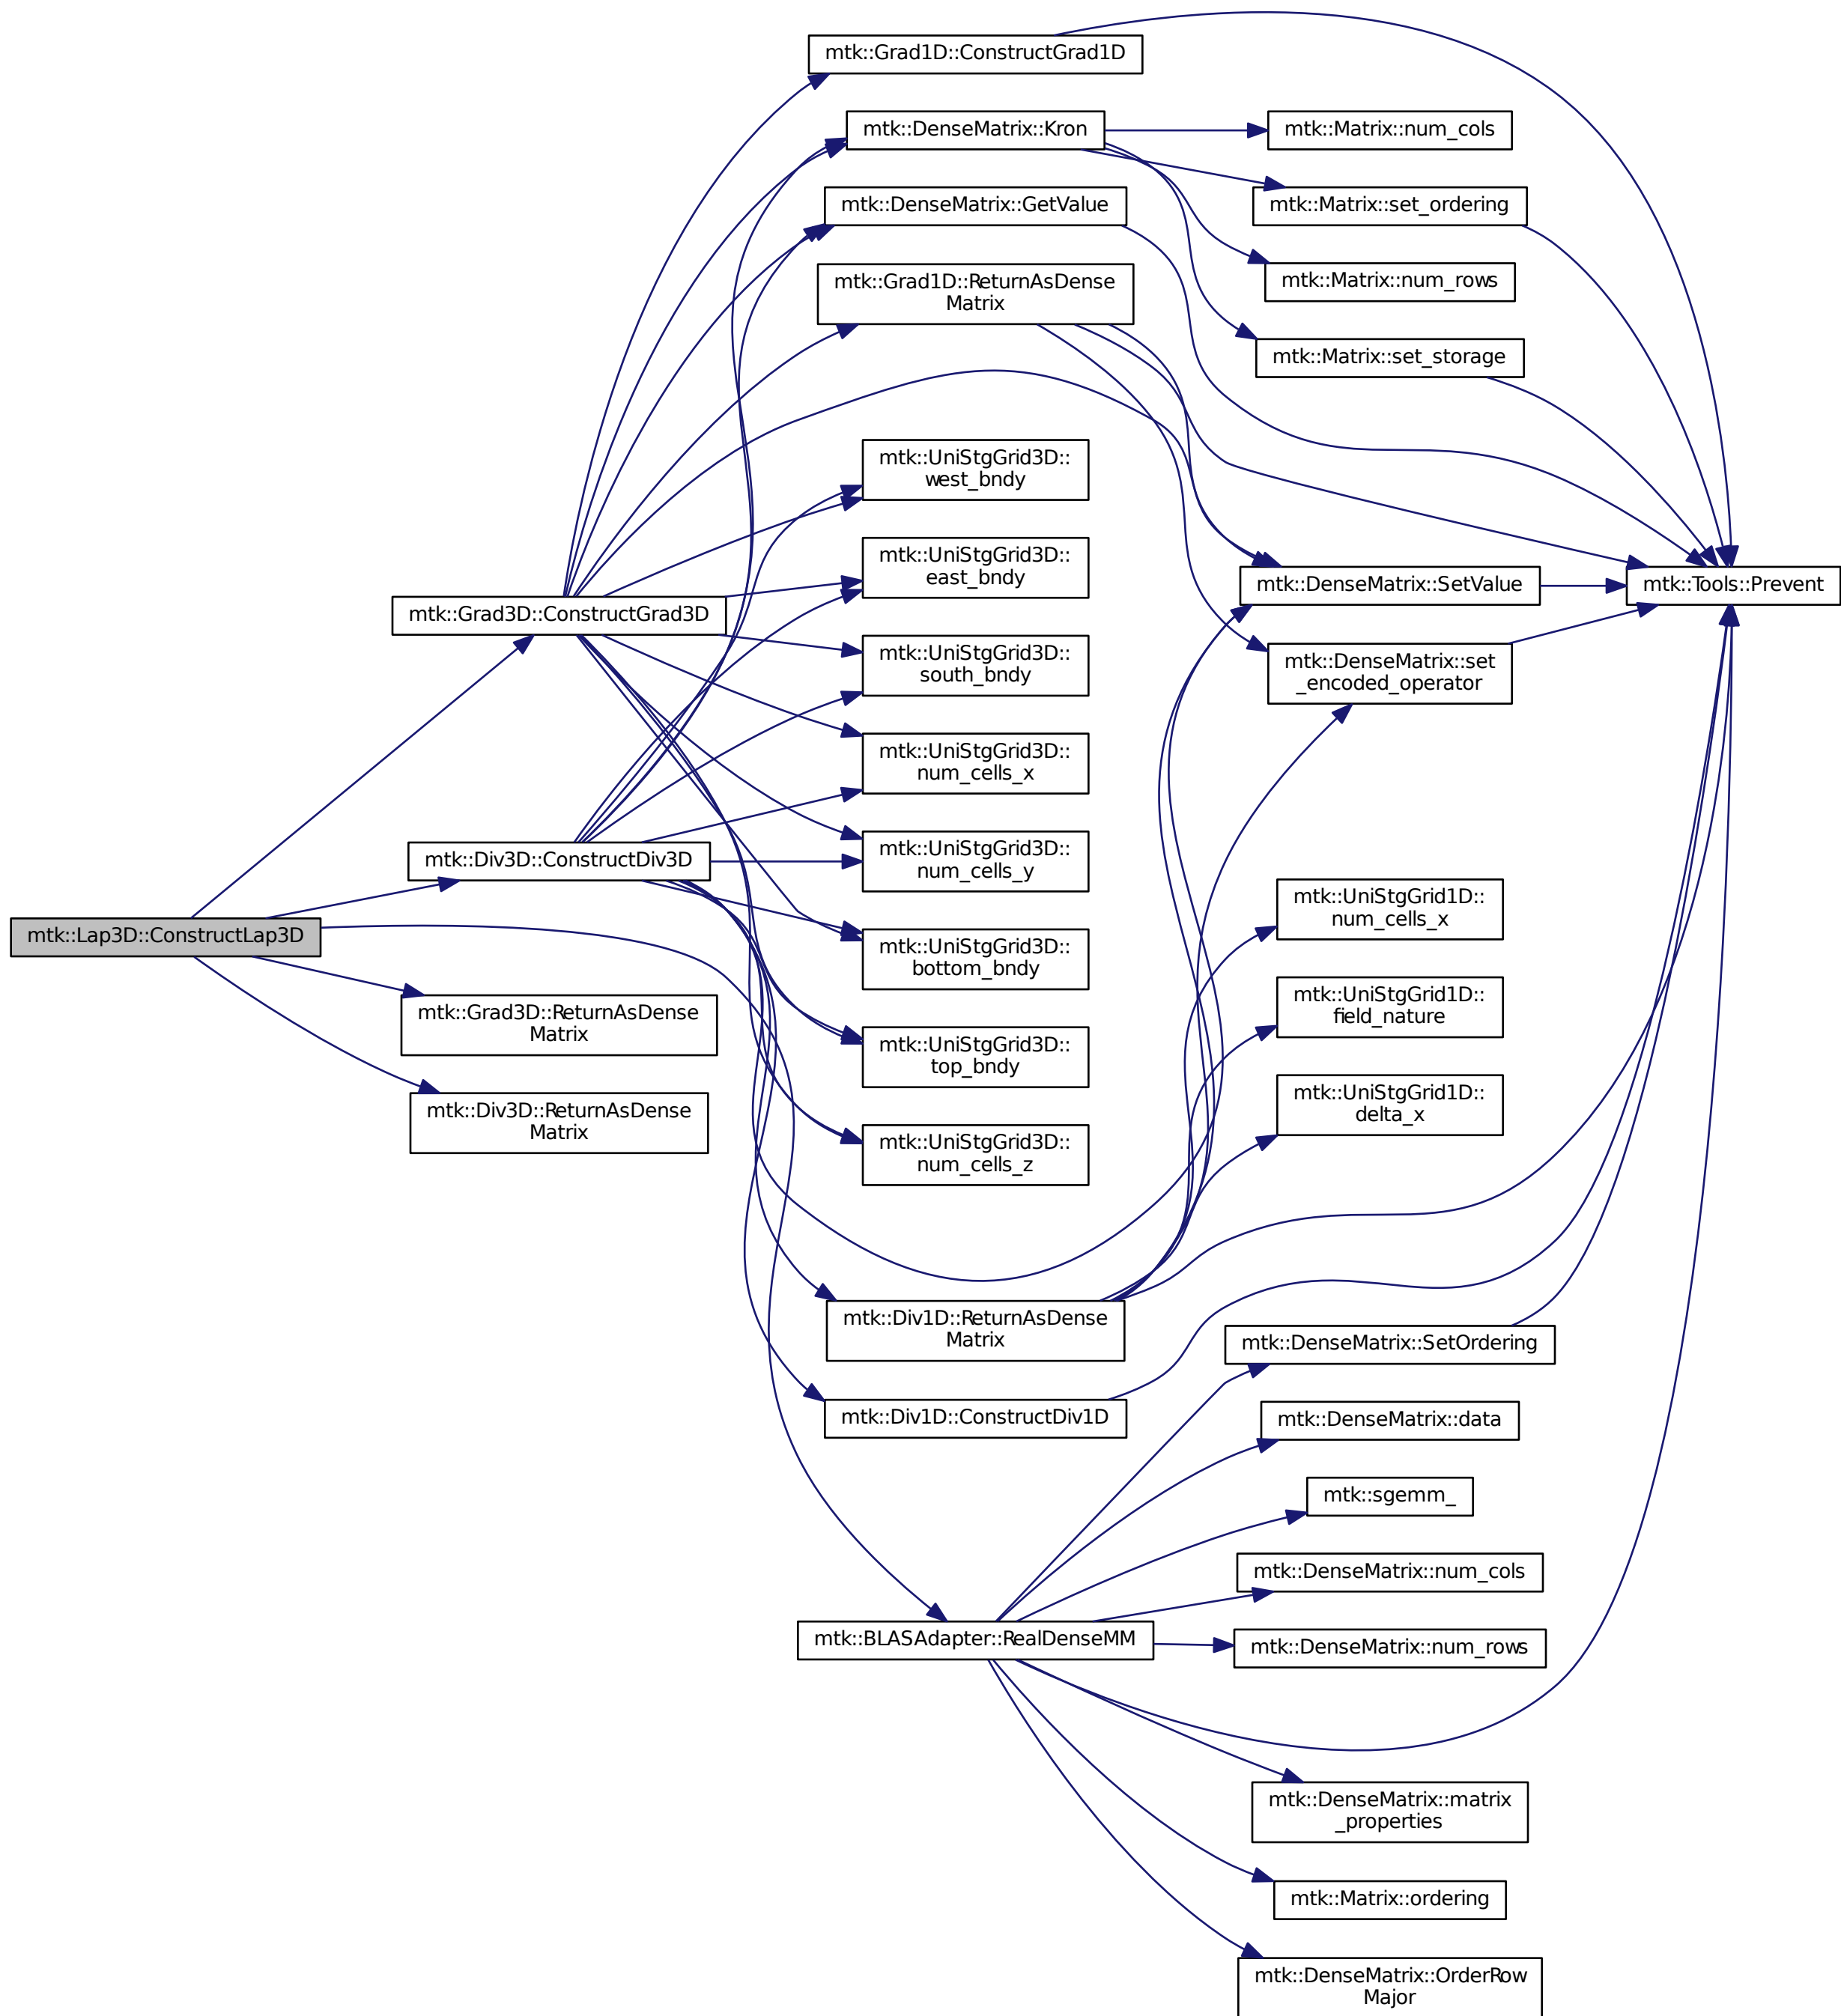 mtk::Lap3D::ConstructLap3D
mtk::Grad3D::ConstructGrad3D
mtk::Div3D::ConstructDiv3D
mtk::Grad3D::ReturnAsDense
Matrix
mtk::Div3D::ReturnAsDense
Matrix
mtk::Grad1D::ConstructGrad1D
mtk::DenseMatrix::Kron
mtk::DenseMatrix::GetValue
mtk::Grad1D::ReturnAsDense
Matrix
mtk::UniStgGrid3D::
west_bndy
mtk::UniStgGrid3D::
east_bndy
mtk::UniStgGrid3D::
south_bndy
mtk::UniStgGrid3D::
num_cells_x
mtk::UniStgGrid3D::
num_cells_y
mtk::UniStgGrid3D::
bottom_bndy
mtk::UniStgGrid3D::
top_bndy
mtk::UniStgGrid3D::
num_cells_z
mtk::Div1D::ReturnAsDense
Matrix
mtk::Div1D::ConstructDiv1D
mtk::BLASAdapter::RealDenseMM
mtk::Matrix::num_cols
mtk::Matrix::set_ordering
mtk::Matrix::num_rows
mtk::Matrix::set_storage
mtk::DenseMatrix::SetValue
mtk::DenseMatrix::set
_encoded_operator
mtk::UniStgGrid1D::
num_cells_x
mtk::UniStgGrid1D::
field_nature
mtk::UniStgGrid1D::
delta_x
mtk::DenseMatrix::SetOrdering
mtk::DenseMatrix::data
mtk::sgemm_
mtk::DenseMatrix::num_cols
mtk::DenseMatrix::num_rows
mtk::DenseMatrix::matrix
_properties
mtk::Matrix::ordering
mtk::DenseMatrix::OrderRow
Major
mtk::Tools::Prevent